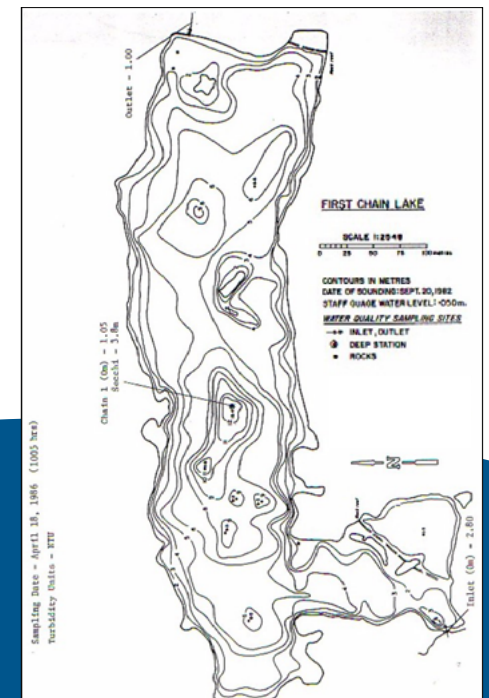 Outlet - 1.00
FIRST CHAIN LAKE
SCALE 1:2548
0 25 50 75 100 metres
CONTOURS IN METRES
DATE OF SOUNDING: SEPT. 20, 1982
STAFF GUAGE WATER LEVEL: -050m.
WATER QUALITY SAMPLING SITES
INLET, OUTLET
DEEP STATION
ROCKS
Chain 1 (0m) - 1.05
Secchi - 3.8m
N
Inlet (0m) - 2.80
Sampling Date - April 18, 1986 (1005 hrs)
Turbidity Units - NTU